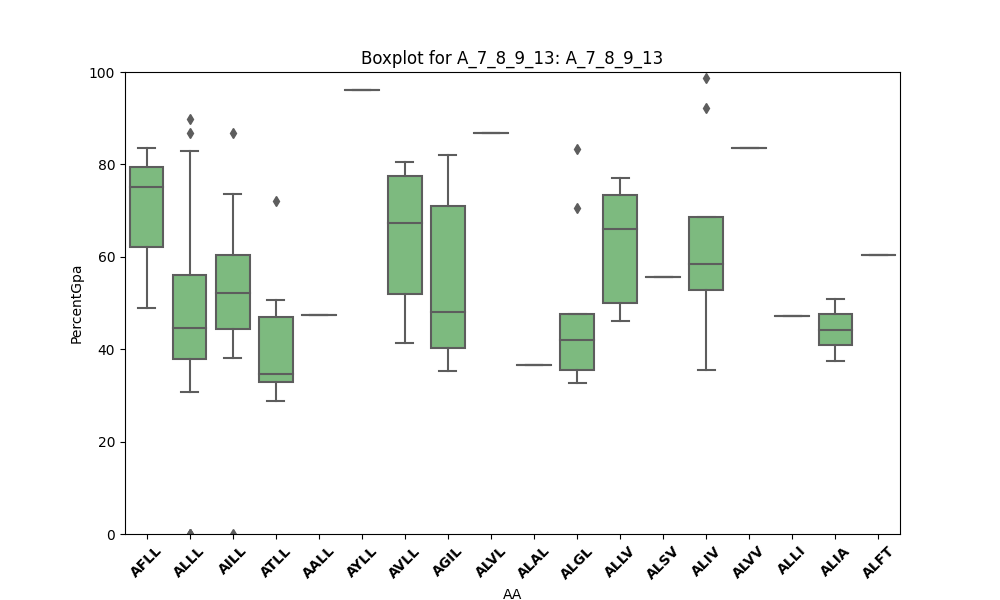 Boxplot for A_7_8_9_13: A_7_8_9_13
100
80
60
40
20
0
PercentGpa
AFLL
ALLL
AILL
ATLL
AALL
AYLL
AVLL
AGIL
ALVL
ALAL
ALGL
ALLV
ALSV
ALIV
ALVV
ALLI
ALIA
ALFT
AA